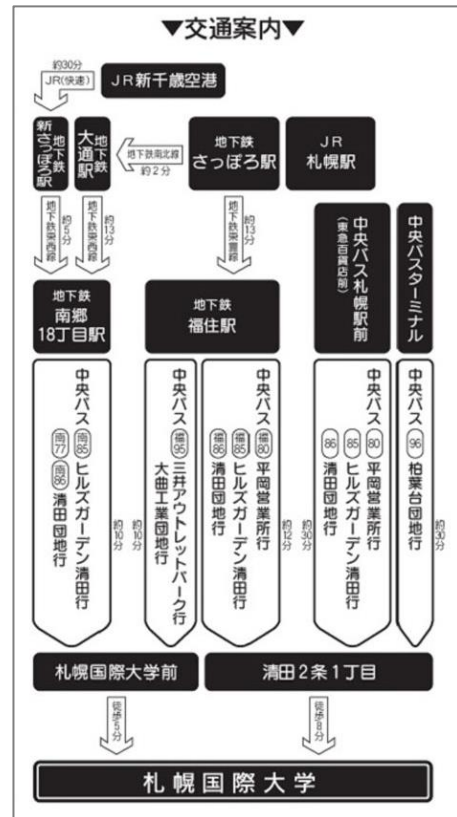 ▼交通案内▼
約30分
JR(快速)
JR新千歳空港
地下鉄
新さっぽろ駅
地下鉄
大通駅
地下鉄南北線
約2分
地下鉄
さっぽろ駅
JR
札幌駅
地下鉄東西線
約5分
地下鉄東西線
約13分
地下鉄東豊線
約13分
中央バス札幌駅前
(東急百貨店前)
中央バスターミナル
地下鉄
南郷
18丁目駅
地下鉄
福住駅
中央バス
南85 ヒルズガーデン清田行
南77 南86 清田団地行
約10分
中央バス
福95 三井アウトレットパーク行
大曲工業団地行
約10分
中央バス
福80 平岡営業所行
福85 ヒルズガーデン清田行
福86 清田団地行
約12分
中央バス
80 平岡営業所行
85 ヒルズガーデン清田行
86 清田団地行
約30分
中央バス
96 柏葉台団地行
約30分
札幌国際大学前
清田2条1丁目
徒歩5分
徒歩8分
札幌国際大学